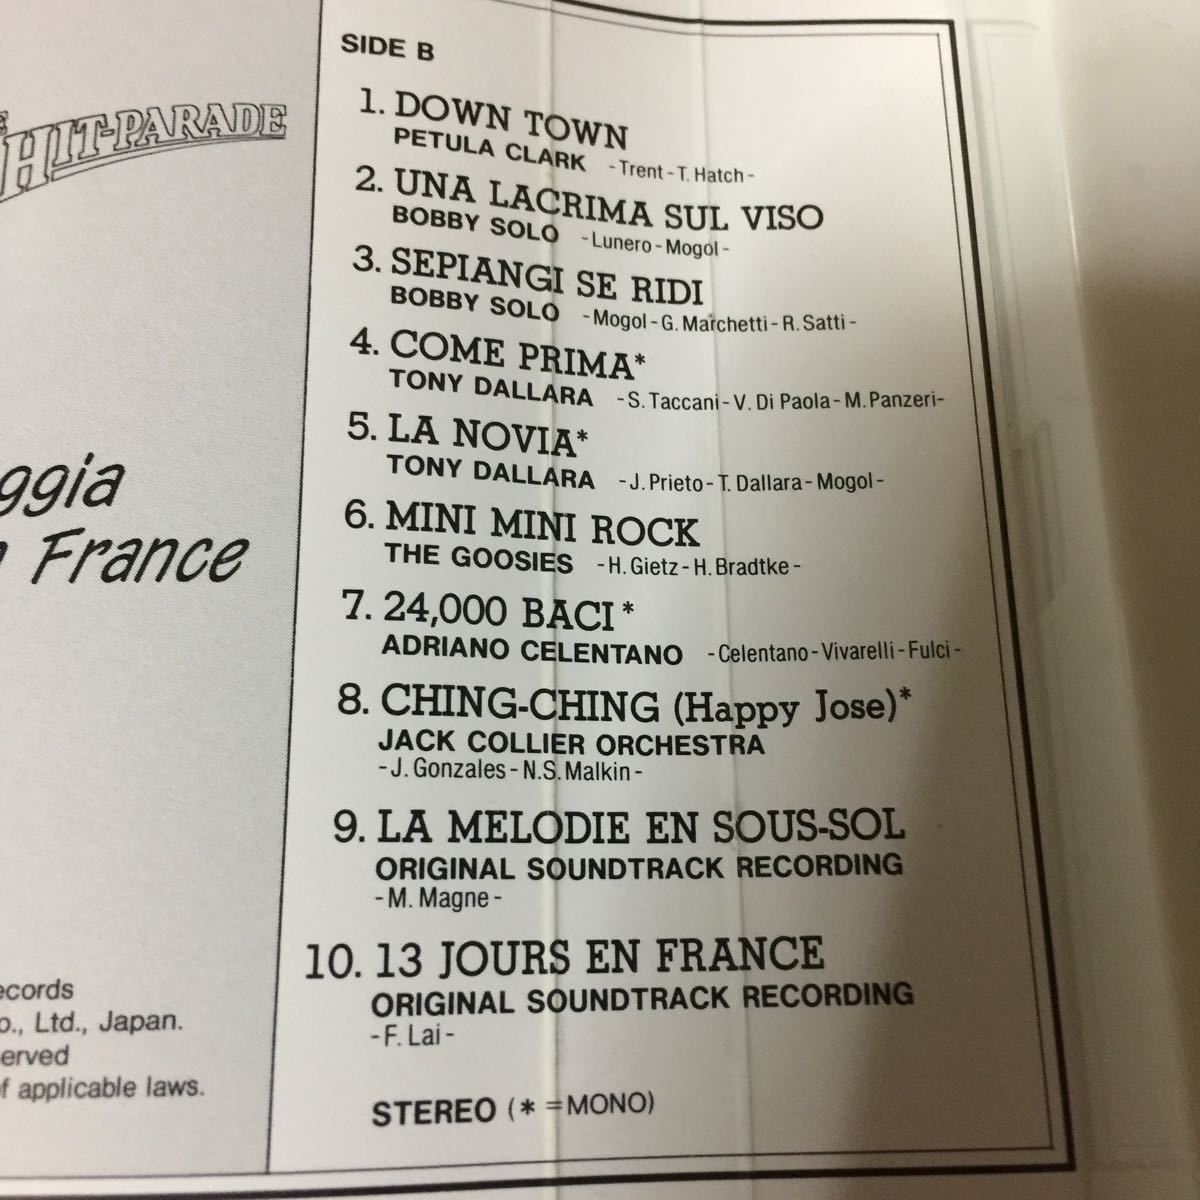 HIT-PARADE
ggia
France
ecords
o., Ltd., Japan.
erved
f applicable laws.
SIDE B
1. DOWN TOWN
PETULA CLARK -Trent-T. Hatch-
2. UNA LACRIMA SUL VISO
BOBBY SOLO -Lunero-Mogol-
3. SEPIANGI SE RIDI
BOBBY SOLO -Mogol-G. Marchetti-R. Satti-
4. COME PRIMA*
TONY DALLARA -S. Taccani-V. Di Paola-M. Panzeri-
5. LA NOVIA*
TONY DALLARA -J. Prieto-T. Dallara-Mogol-
6. MINI MINI ROCK
THE GOOSIES -H. Gietz-H. Bradtke-
7. 24,000 BACI*
ADRIANO CELENTANO -Celentano-Vivarelli-Fulci-
8. CHING-CHING (Happy Jose)*
JACK COLLIER ORCHESTRA
-J. Gonzales-N.S. Malkin-
9. LA MELODIE EN SOUS-SOL
ORIGINAL SOUNDTRACK RECORDING
-M. Magne-
10. 13 JOURS EN FRANCE
ORIGINAL SOUNDTRACK RECORDING
-F. Lai-
STEREO (* =MONO)